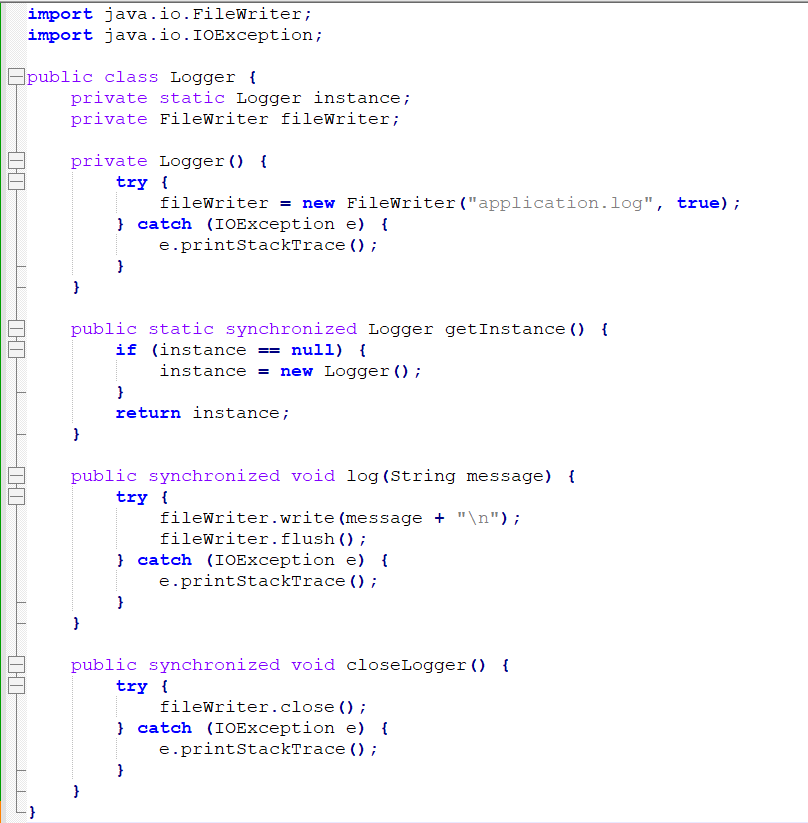 import java.io.FileWriter;
import java.io.IOException;

public class Logger {
    private static Logger instance;
    private FileWriter fileWriter;

    private Logger() {
        try {
            fileWriter = new FileWriter("application.log", true);
        } catch (IOException e) {
            e.printStackTrace();
        }
    }

    public static synchronized Logger getInstance() {
        if (instance == null) {
            instance = new Logger();
        }
        return instance;
    }

    public synchronized void log(String message) {
        try {
            fileWriter.write(message + "\n");
            fileWriter.flush();
        } catch (IOException e) {
            e.printStackTrace();
        }
    }

    public synchronized void closeLogger() {
        try {
            fileWriter.close();
        } catch (IOException e) {
            e.printStackTrace();
        }
    }
}